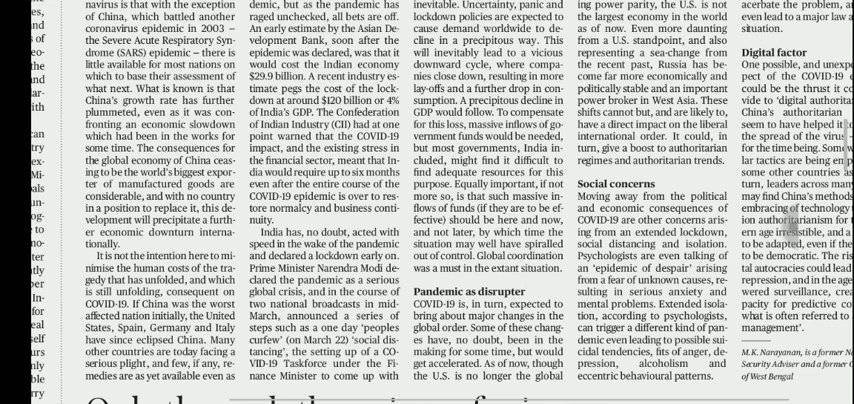 navirus is that with the exception
of China, which battled another
coronavirus epidemic in 2003 –
the Severe Acute Respiratory Syn-
drome (SARS) epidemic – there is
little available for most nations on
which to base their assessment of
what next. What is known is that
China's growth rate has further
plummeted, even as it was con-
fronting an economic slowdown
which had been in the works for
some time. The consequences for
the global economy of China ceas-
ing to be the world's biggest expor-
ter of manufactured goods are
considerable, and with no country
in a position to replace it, this de-
velopment will precipitate a furth-
er economic downturn interna-
tionally.
It is not the intention here to mi-
nimise the human costs of the tra-
gedy that has unfolded, and which
is still unfolding, consequent on
COVID-19. If China was the worst
affected nation initially, the United
States, Spain, Germany and Italy
have since eclipsed China. Many
other countries are today facing a
serious plight, and few, if any, re-
medies are as yet available even as
demic, but as the pandemic has
raged unchecked, all bets are off.
An early estimate by the Asian De-
velopment Bank, soon after the
epidemic was declared, was that it
would cost the Indian economy
$29.9 billion. A recent industry es-
timate pegs the cost of the lock-
down at around $120 billion or 4%
of India's GDP. The Confederation
of Indian Industry (CII) had at one
point warned that the COVID-19
impact, and the existing stress in
the financial sector, meant that In-
dia would require up to six months
even after the entire course of the
COVID-19 epidemic is over to res-
tore normalcy and business conti-
nuity.
India has, no doubt, acted with
speed in the wake of the pandemic
and declared a lockdown early on.
Prime Minister Narendra Modi de-
clared the pandemic as a serious
global crisis, and in the course of
two national broadcasts in mid-
March, announced a series of
steps such as a one day 'peoples
curfew' (on March 22) 'social dis-
tancing', the setting up of a CO-
VID-19 Taskforce under the Fi-
nance Minister to come up with
inevitable. Uncertainty, panic and
lockdown policies are expected to
cause demand worldwide to de-
cline in a precipitous way. This
will inevitably lead to a vicious
downward cycle, where compa-
nies close down, resulting in more
lay-offs and a further drop in con-
sumption. A precipitous decline in
GDP would follow. To compensate
for this loss, massive inflows of go-
vernment funds would be needed,
but most governments, India in-
cluded, might find it difficult to
find adequate resources for this
purpose. Equally important, if not
more so, is that such massive in-
flows of funds (if they are to be ef-
fective) should be here and now,
and not later, by which time the
situation may well have spiralled
out of control. Global coordination
was a must in the extant situation.
Pandemic as disrupter
COVID-19 is, in turn, expected to
bring about major changes in the
global order. Some of these chang-
es have, no doubt, been in the
making for some time, but would
get accelerated. As of now, though
the U.S. is no longer the global
ing power parity, the U.S. is not
the largest economy in the world
as of now. Even more daunting
from a U.S. standpoint, and also
representing a sea-change from
the recent past, Russia has be-
come far more economically and
politically stable and an important
power broker in West Asia. These
shifts cannot but, and are likely to,
have a direct impact on the liberal
international order. It could, in
turn, give a boost to authoritarian
regimes and authoritarian trends.
Social concerns
Moving away from the political
and economic consequences of
COVID-19 are other concerns aris-
ing from an extended lockdown,
social distancing and isolation.
Psychologists are even talking of
an 'epidemic of despair' arising
from a fear of unknown causes, re-
sulting in serious anxiety and
mental problems. Extended isola-
tion, according to psychologists,
can trigger a different kind of pan-
demic even leading to possible sui-
cidal tendencies, fits of anger, de-
pression, alcoholism and
eccentric behavioural patterns.
acerbate the problem,
even lead to a major law a
situation.
Digital factor
One possible, and unexpe
pect of the COVID-19
could be the thrust it co
vide to 'digital authorita
China's authoritarian
seem to have helped it
the spread of the virus
for the time being. Some
lar tactics are being
some other countries as
turn, leaders across many
may find China's methods
embracing of technology
ion authoritarianism for
ern age irresistible, and a
to be adapted, even if the
to be democratic. The ris
tal autocracies could lead
repression, and in the age
wered surveillance,
pacity for predictive co
what is often referred to
management'.
M.K. Narayanan, is a former Na
Security Adviser and a former
of West Bengal